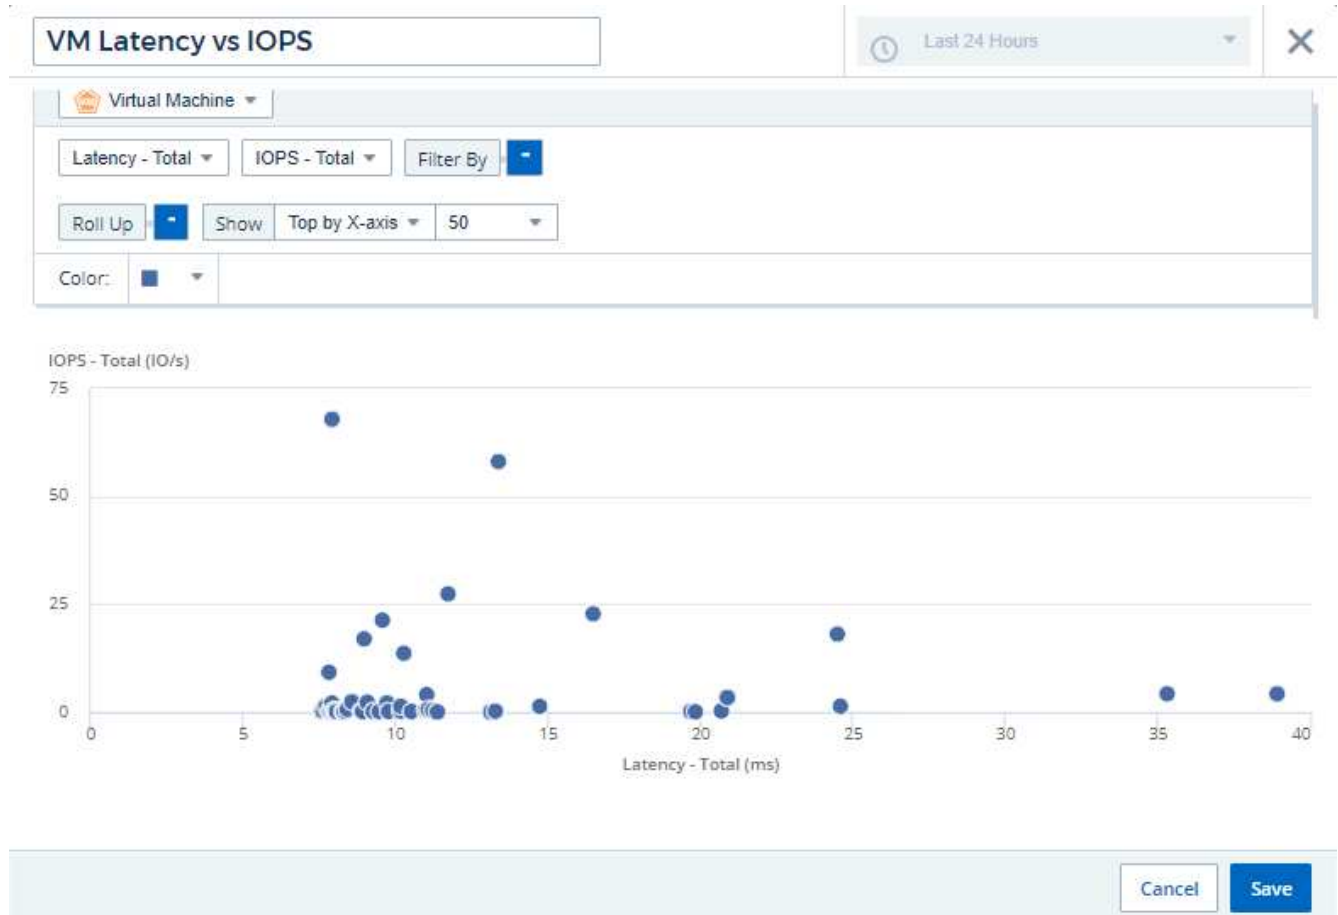 VM Latency vs IOPS Last 24 Hours
Virtual Machine
Latency - Total IOPS - Total Filter By -
Roll Up - Show Top by X-axis 50
Color:
IOPS - Total (IO/s)
75
50
25
0
0 5 10 15 20 25 30 35 40
Latency - Total (ms)
Cancel Save